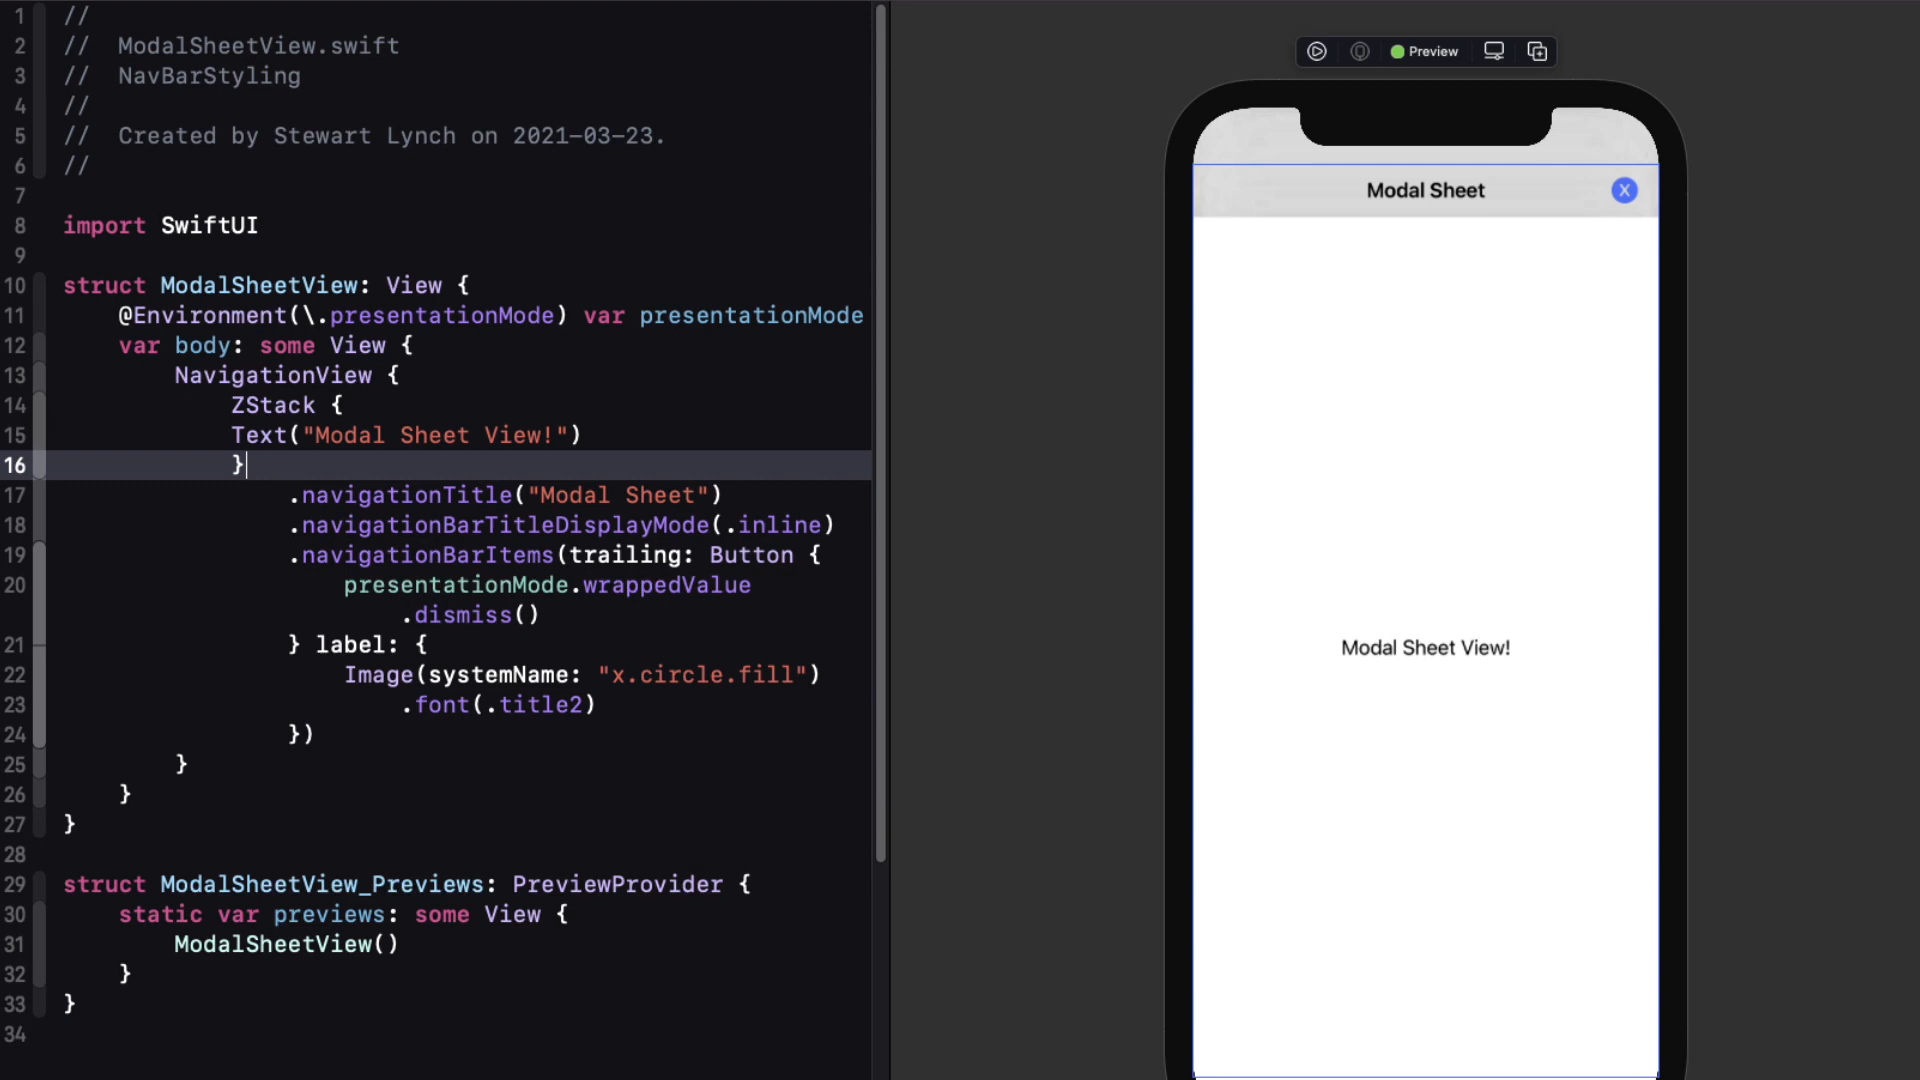 1 //
2 //  ModalSheetView.swift
3 //  NavBarStyling
4 //
5 //  Created by Stewart Lynch on 2021-03-23.
6 //
7
8 import SwiftUI
9
10 struct ModalSheetView: View {
11     @Environment(\.presentationMode) var presentationMode
12     var body: some View {
13         NavigationView {
14             ZStack {
15             Text("Modal Sheet View!")
16             }
17                 .navigationTitle("Modal Sheet")
18                 .navigationBarTitleDisplayMode(.inline)
19                 .navigationBarItems(trailing: Button {
20                     presentationMode.wrappedValue
                        .dismiss()
21                 } label: {
22                     Image(systemName: "x.circle.fill")
23                         .font(.title2)
24                 })
25         }
26     }
27 }
28
29 struct ModalSheetView_Previews: PreviewProvider {
30     static var previews: some View {
31         ModalSheetView()
32     }
33 }
34
Preview
Modal Sheet
X
Modal Sheet View!